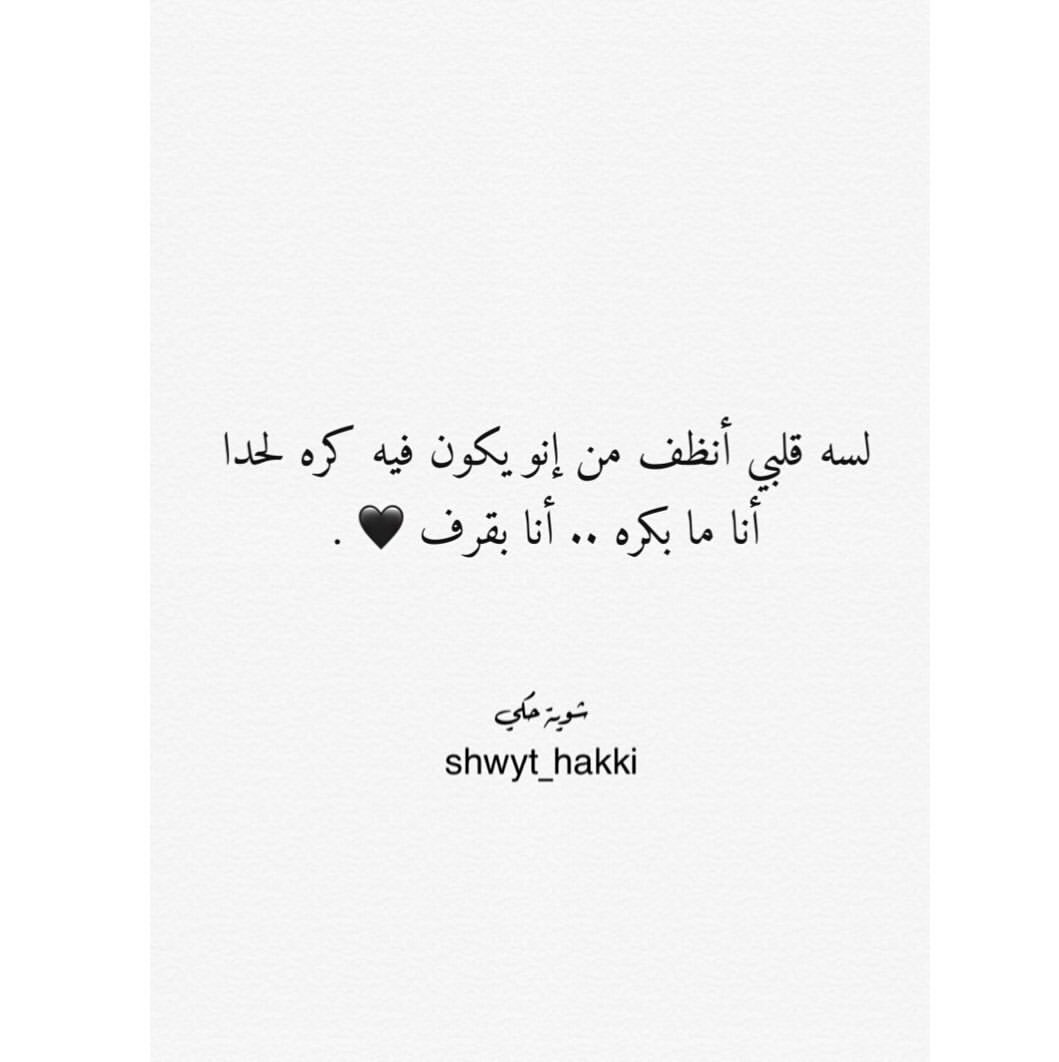 لسه قلبي أنظف من إنو يكون فيه كره لحدا
أنا ما بكره .. أنا بقرف 🖤 .
شوية حكي
shwyt_hakki